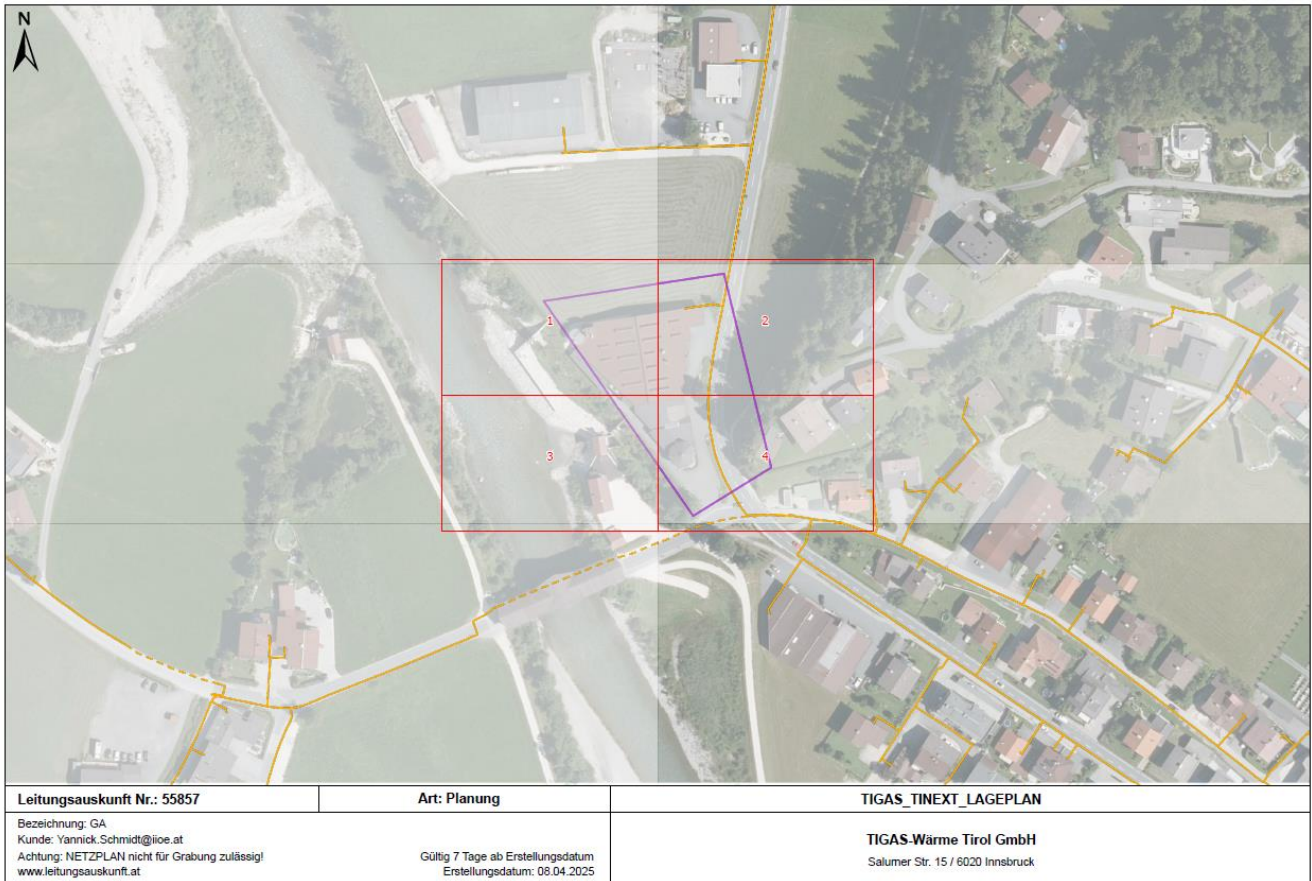 N
1
2
3
4
Leitungsauskunft Nr.: 55857
Art: Planung
TIGAS_TINEXT_LAGEPLAN
Bezeichnung: GA
Kunde: Yannick.Schmidt@iioe.at
Achtung: NETZPLAN nicht für Grabung zulässig!
www.leitungsauskunft.at
Gültig 7 Tage ab Erstellungsdatum
Erstellungsdatum: 08.04.2025
TIGAS-Wärme Tirol GmbH
Salurner Str. 15 / 6020 Innsbruck